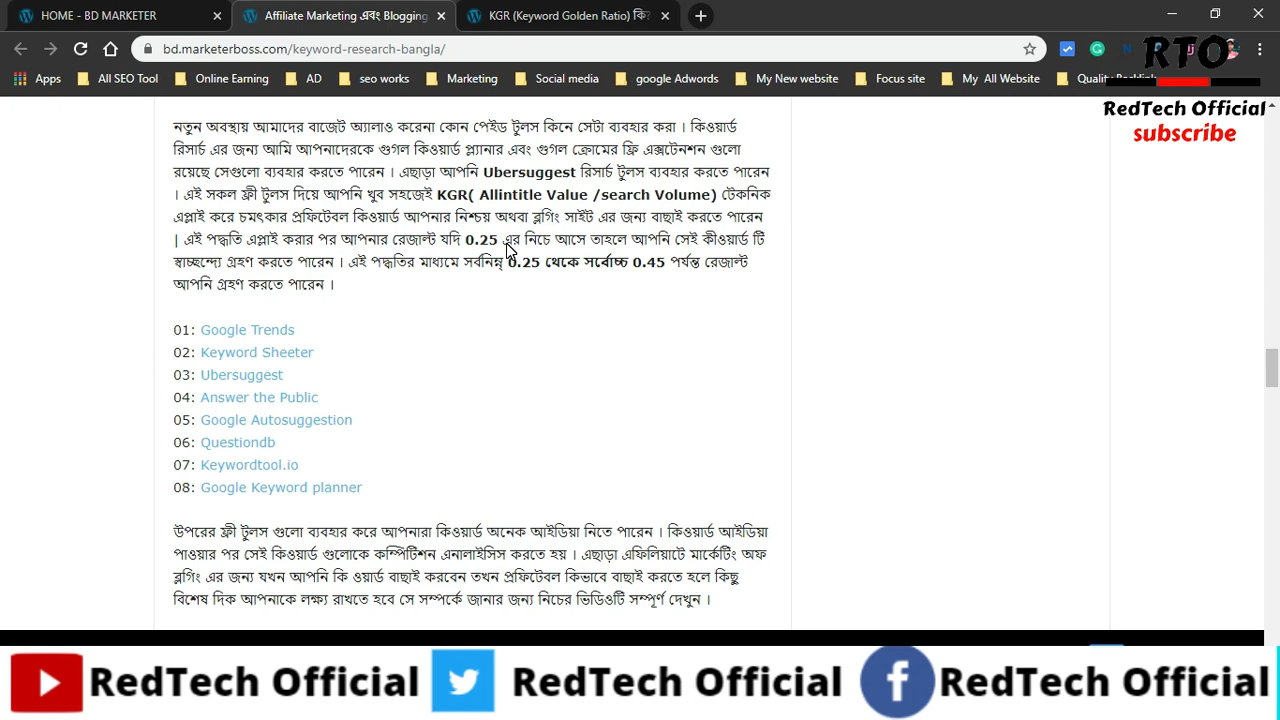 HOME - BD MARKETER
Affiliate Marketing এবং Blogging
KGR (Keyword Golden Ratio) কি?
bd.marketerboss.com/keyword-research-bangla/
Apps
All SEO Tool
Online Earning
AD
seo works
Marketing
Social media
google Adwords
My New website
Focus site
My All Website
RTO
RedTech Official
subscribe
নতুন অবস্থায় আমাদের বাজেট অ্যালাও করেনা কোন পেইড টুলস কিনে সেটা ব্যবহার করা । কিওয়ার্ড
রিসার্চ এর জন্য আমি আপনাদেরকে গুগল কিওয়ার্ড প্ল্যানার এবং গুগল ক্রোমের ফ্রি এক্সটেনশন গুলো
রয়েছে সেগুলো ব্যবহার করতে পারেন । এছাড়া আপনি Ubersuggest রিসার্চ টুলস ব্যবহার করতে পারেন
। এই সকল ফ্রী টুলস দিয়ে আপনি খুব সহজেই KGR( Allintitle Value /search Volume) টেকনিক
এপ্লাই করে চমৎকার প্রফিটেবল কিওয়ার্ড আপনার নিশ্চয় অথবা ব্লগিং সাইট এর জন্য বাছাই করতে পারেন
| এই পদ্ধতি এপ্লাই করার পর আপনার রেজাল্ট যদি 0.25 এর নিচে আসে তাহলে আপনি সেই কীওয়ার্ড টি
স্বাচ্ছন্দ্যে গ্রহণ করতে পারেন । এই পদ্ধতির মাধ্যমে সর্বনিম্ন 0.25 থেকে সর্বোচ্চ 0.45 পর্যন্ত রেজাল্ট
আপনি গ্রহণ করতে পারেন ।
01: Google Trends
02: Keyword Sheeter
03: Ubersuggest
04: Answer the Public
05: Google Autosuggestion
06: Questiondb
07: Keywordtool.io
08: Google Keyword planner
উপরের ফ্রী টুলস গুলো ব্যবহার করে আপনারা কিওয়ার্ড অনেক আইডিয়া নিতে পারেন । কিওয়ার্ড আইডিয়া
পাওয়ার পর সেই কিওয়ার্ড গুলোকে কম্পিটিশন এনালাইসিস করতে হয় । এছাড়া এফিলিয়াটে মার্কেটিং অফ
ব্লগিং এর জন্য যখন আপনি কি ওয়ার্ড বাছাই করবেন তখন প্রফিটেবল কিভাবে বাছাই করতে হলে কিছু
বিশেষ দিক আপনাকে লক্ষ্য রাখতে হবে সে সম্পর্কে জানার জন্য নিচের ভিডিওটি সম্পূর্ণ দেখুন ।
RedTech Official
RedTech Official
RedTech Official